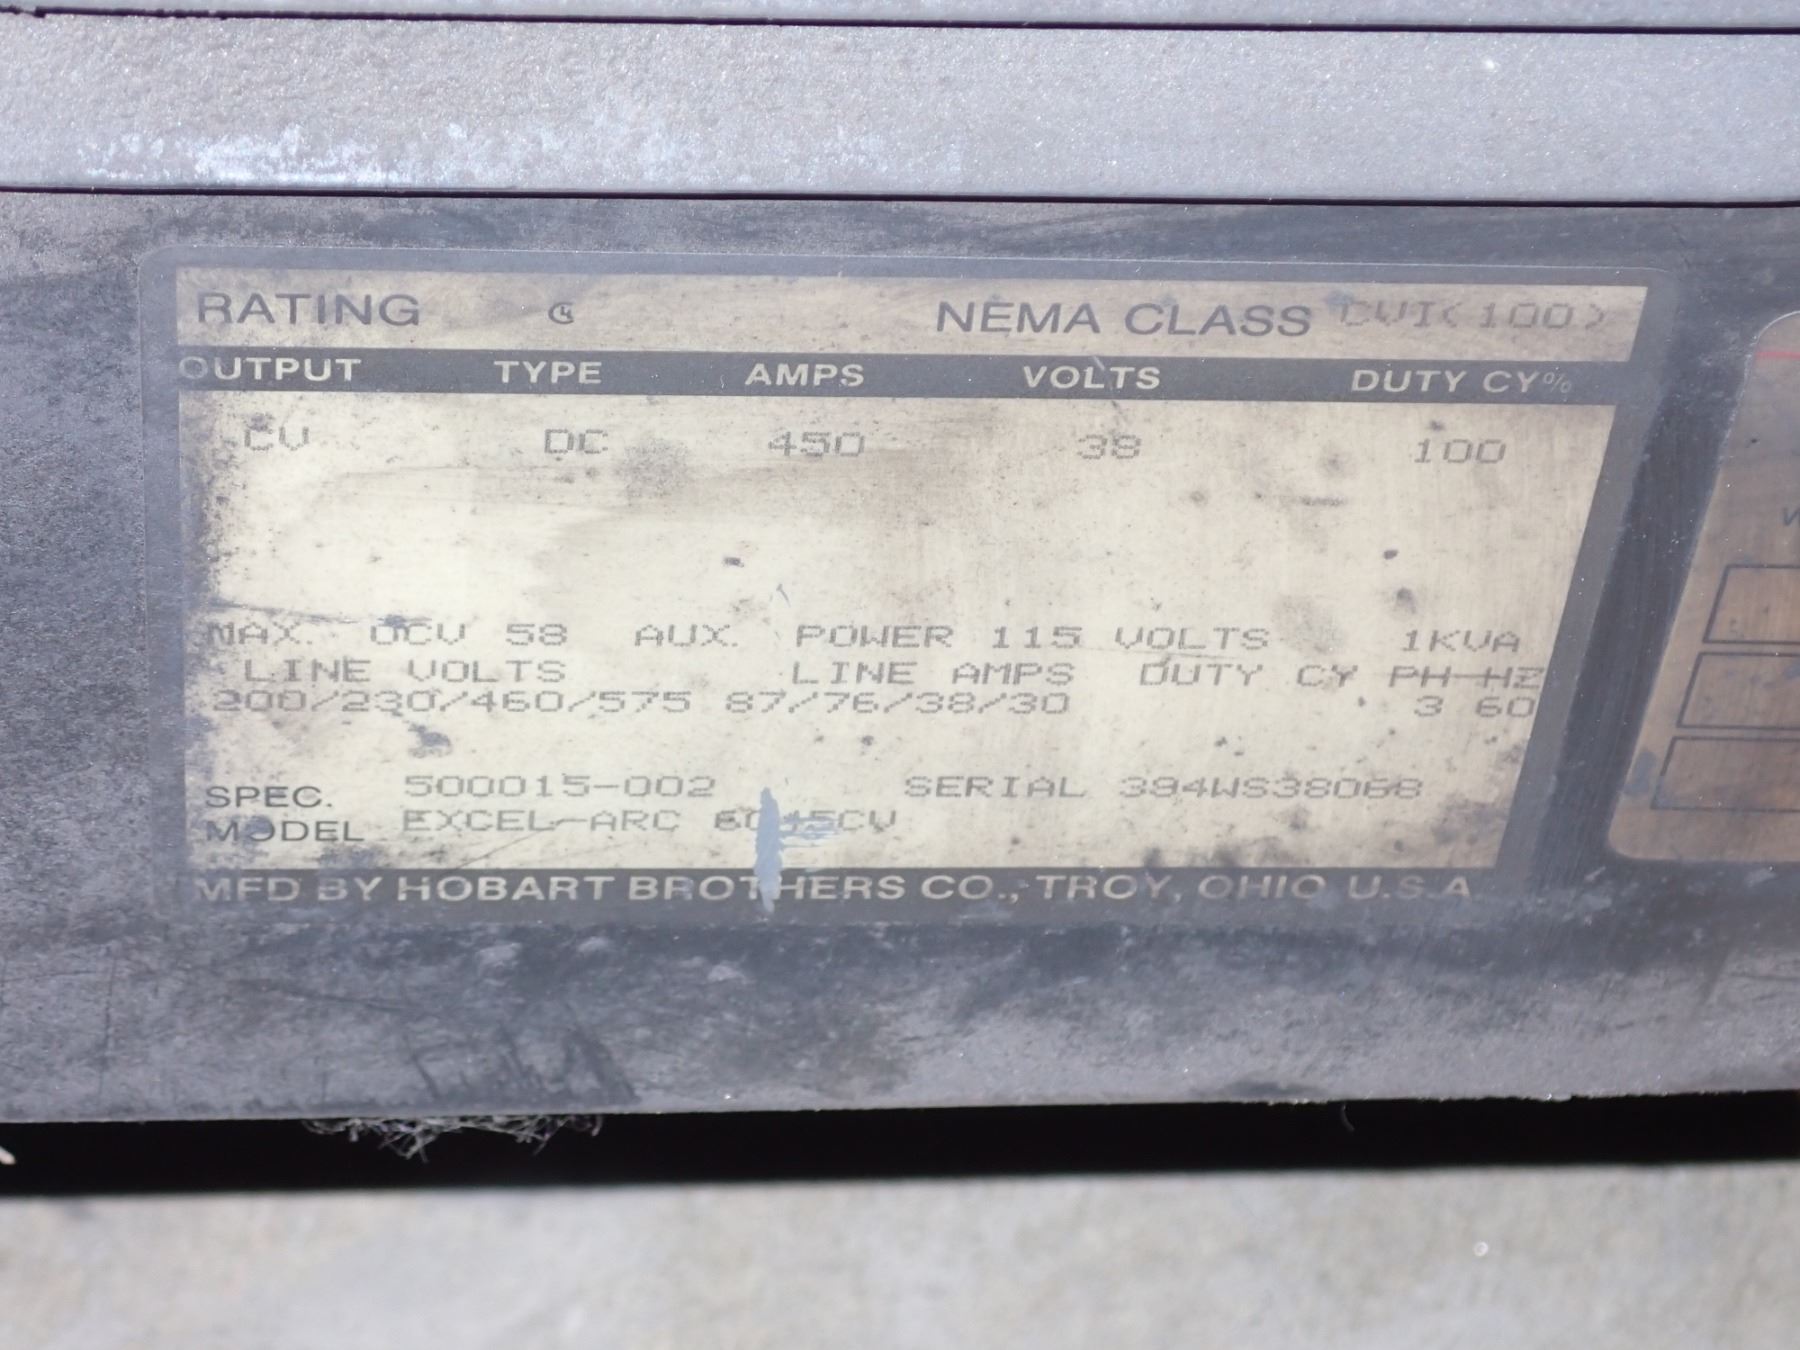 RATING NEMA CLASS CVI(100)
OUTPUT TYPE AMPS VOLTS DUTY CY%
CV DC 450 38 100
MAX. OCV 58 AUX. POWER 115 VOLTS 1KVA
LINE VOLTS LINE AMPS DUTY CY PH-HZ
200/230/460/575 87/76/38/30 3 60
SPEC. 500015-002 SERIAL 394WS38068
MODEL EXCEL-ARC
MFD BY HOBART BROTHERS CO., TROY, OHIO U.S.A